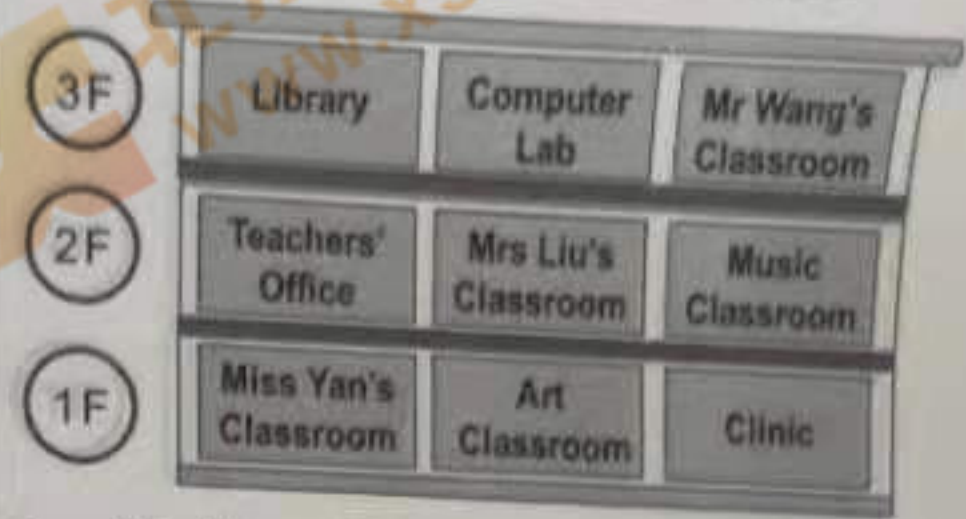 3F
Library
Computer
Lab
Mr Wang's
Classroom
2F
Teachers'
Office
Mrs Liu's
Classroom
Music
Classroom
1F
Miss Yan's
Classroom
Art
Classroom
Clinic